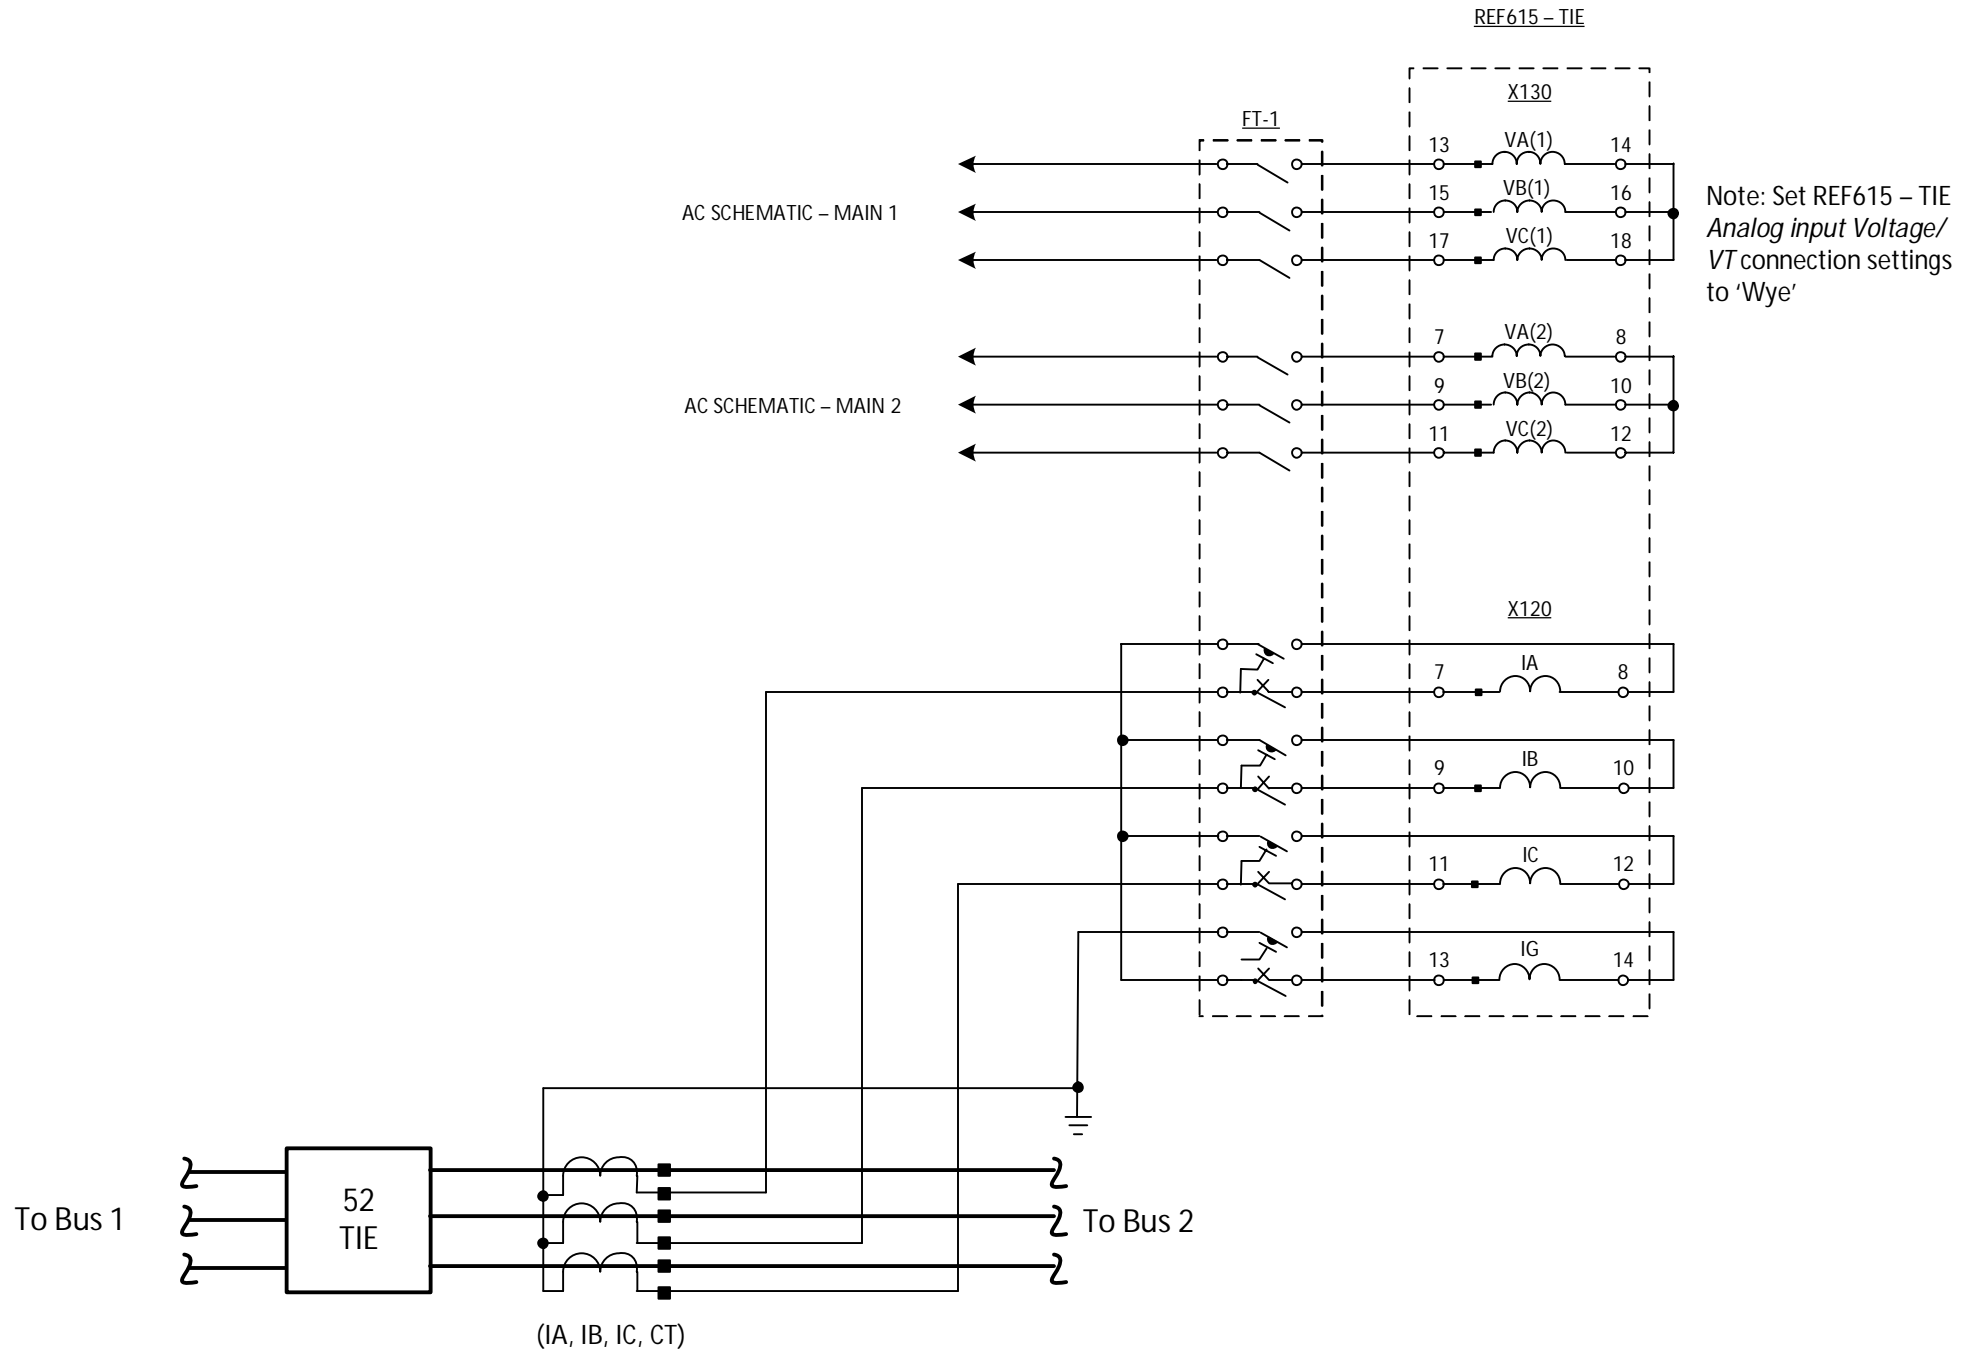 REF615 – TIE
X130
FT-1
13 VA(1) 14
15 VB(1) 16
17 VC(1) 18
AC SCHEMATIC – MAIN 1
Note: Set REF615 – TIE
Analog input Voltage/
VT connection settings
to ‘Wye’
7 VA(2) 8
9 VB(2) 10
11 VC(2) 12
AC SCHEMATIC – MAIN 2
X120
7 IA 8
9 IB 10
11 IC 12
13 IG 14
To Bus 1
52
TIE
To Bus 2
(IA, IB, IC, CT)